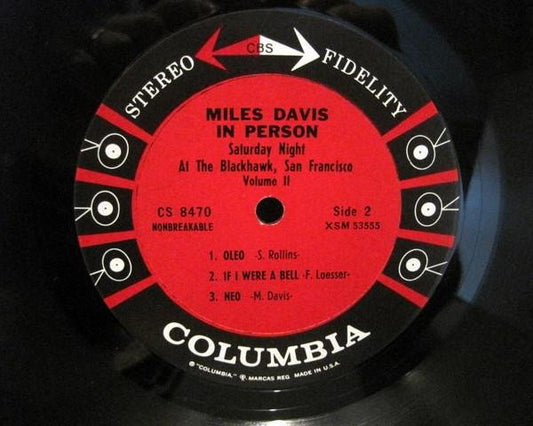 CBS
STEREO FIDELITY
MILES DAVIS
IN PERSON
Saturday Night
At The Blackhawk, San Francisco
Volume II
CS 8470 Side 2
NONBREAKABLE XSM 53555
1. OLEO -S. Rollins-
2. IF I WERE A BELL -F. Loesser-
3. NEO -M. Davis-
COLUMBIA
® "COLUMBIA," ⓟ, MARCAS REG. MADE IN U.S.A.